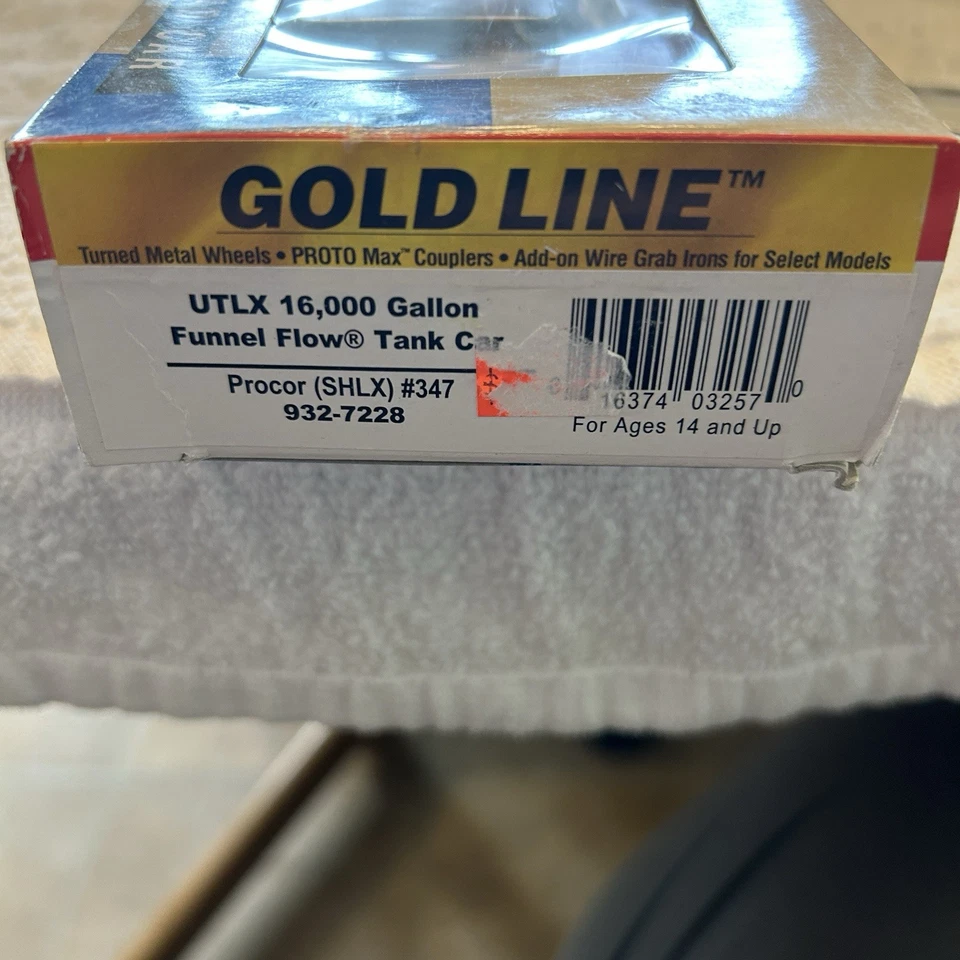 GOLD LINE™
Turned Metal Wheels • PROTO Max™ Couplers • Add-on Wire Grab Irons for Select Models
UTLX 16,000 Gallon
Funnel Flow® Tank Car
Procor (SHLX) #347
932-7228
16374 03257 0
For Ages 14 and Up